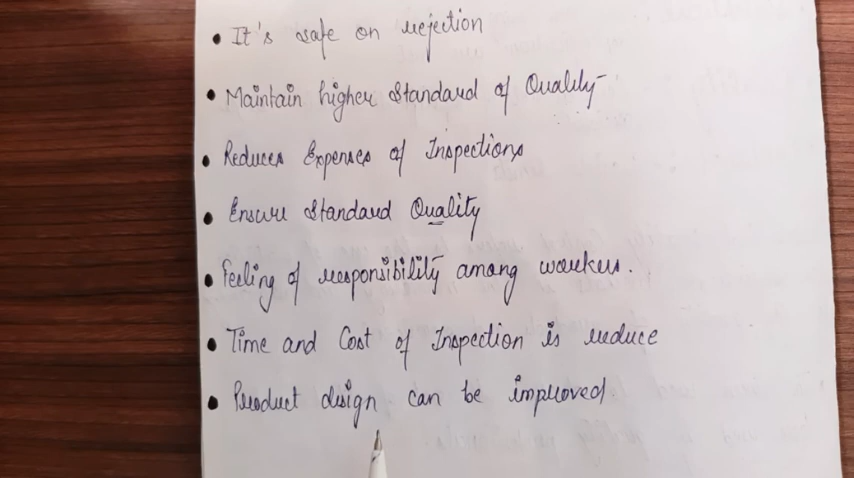 • It's safe on rejection
• Maintain higher Standard of Quality
• Reduces Expenses of Inspections
• Ensure Standard Quality
• Feeling of responsibility among workers.
• Time and Cost of Inspection is reduce
• Product design can be improved.